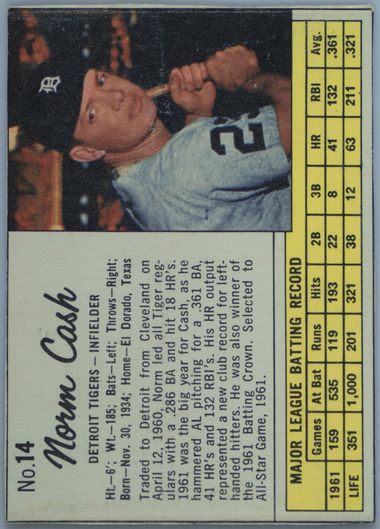 No. 14
Norm Cash
DETROIT TIGERS — INFIELDER
Ht.—6'; Wt.—185; Bats—Left; Throws—Right;
Born—Nov. 30, 1934; Home—El Dorado, Texas
Traded to Detroit from Cleveland on
April 12, 1960, Norm led all Tiger reg-
ulars with a .286 BA and hit 18 HR's.
1961 was the big year for Cash, as he
hammered AL pitching for a .361 BA,
41 HR's and 132 RBI's. His HR output
represented a new club record for left-
handed hitters. He was also winner of
the 1961 Batting Crown. Selected to
All-Star Game, 1961.
D
2
MAJOR LEAGUE BATTING RECORD
Games At Bat Runs Hits 2B 3B HR RBI Avg.
1961 159 535 119 193 22 8 41 132 .361
LIFE 351 1,000 201 321 38 12 63 211 .321